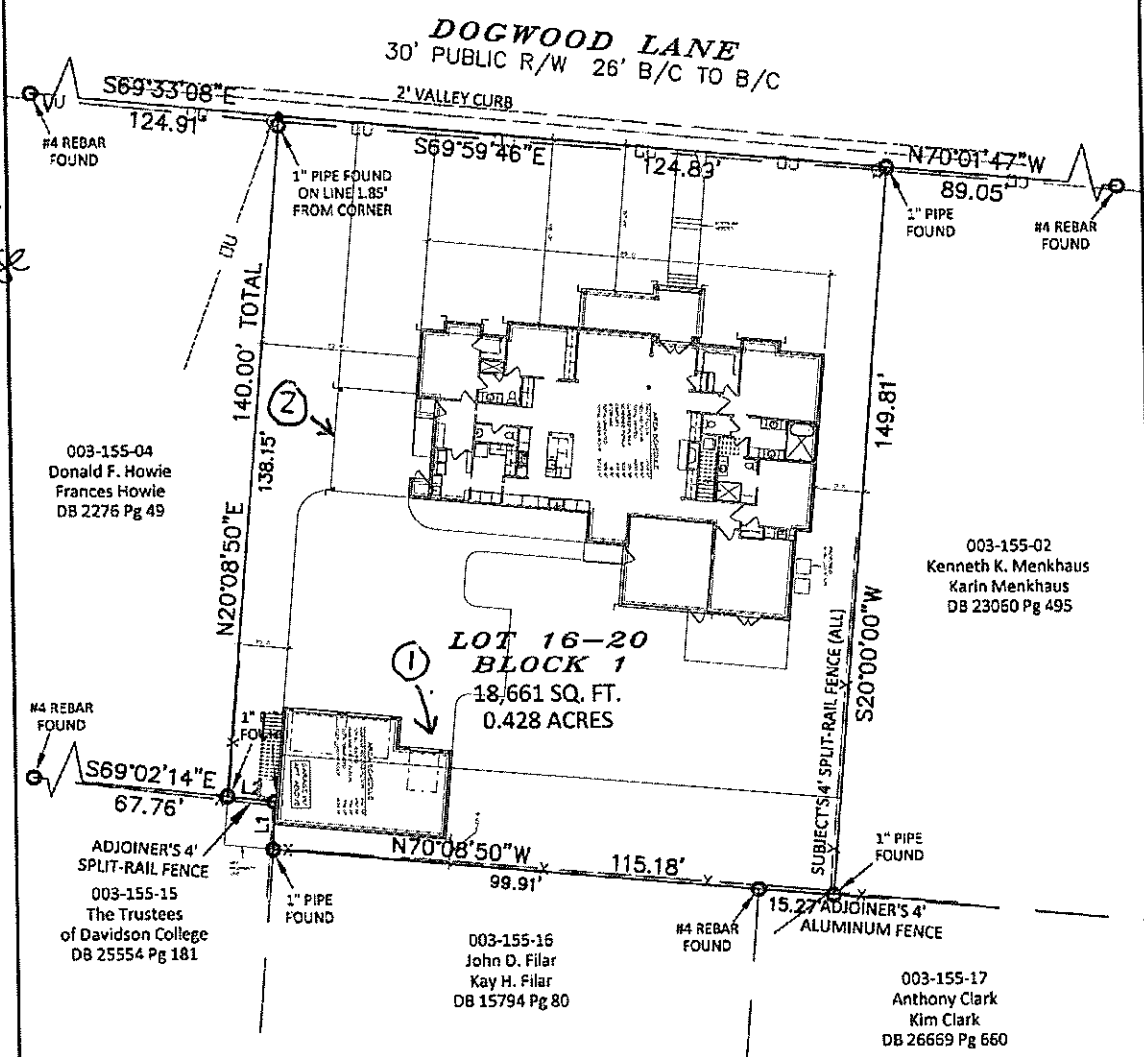 DOGWOOD LANE
30' PUBLIC R/W 26' B/C TO B/C
2' VALLEY CURB
S69°33'08"E
124.91'
#4 REBAR
FOUND
1" PIPE FOUND
ON LINE 1.85'
FROM CORNER
S69°59'46"E
124.83'
N70°01'47"W
89.05'
1" PIPE
FOUND
#4 REBAR
FOUND
140.00' TOTAL
138.15'
N20°08'50"E
2
003-155-04
Donald F. Howie
Frances Howie
DB 2276 Pg 49
149.81'
S20°00'00"W
SUBJECT'S 4' SPLIT-RAIL FENCE (ALL)
003-155-02
Kenneth K. Menkhaus
Karin Menkhaus
DB 23060 Pg 495
1
LOT 16-20
BLOCK 1
18,661 SQ. FT.
0.428 ACRES
#4 REBAR
FOUND
1"
FOUND
S69°02'14"E
67.76'
L2
L1
ADJOINER'S 4'
SPLIT-RAIL FENCE
003-155-15
The Trustees
of Davidson College
DB 25554 Pg 181
1" PIPE
FOUND
N70°08'50"W
115.18'
99.91'
15.27'
1" PIPE
FOUND
#4 REBAR
FOUND
ADJOINER'S 4'
ALUMINUM FENCE
003-155-16
John D. Filar
Kay H. Filar
DB 15794 Pg 80
003-155-17
Anthony Clark
Kim Clark
DB 26669 Pg 660